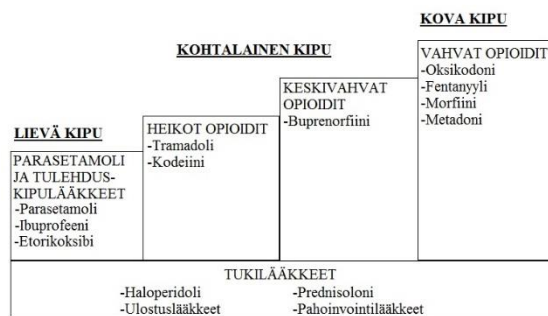 KOVA KIPU
KOHTALAINEN KIPU
VAHVAT OPIOIDIT
-Oksikodoni
-Fentanyyli
-Morfiini
-Metadoni
KESKIVAHVAT
OPIOIDIT
-Buprenorfiini
LIEVÄ KIPU
HEIKOT OPIOIDIT
-Tramadoli
-Kodeiini
PARASETAMOLI
JA TULEHDUS-
KIPULÄÄKKEET
-Parasetamoli
-Ibuprofeeni
-Etorikoksibi
TUKILÄÄKKEET
-Haloperidoli -Prednisoloni
-Ulostuslääkkeet -Pahoinvointilääkkeet